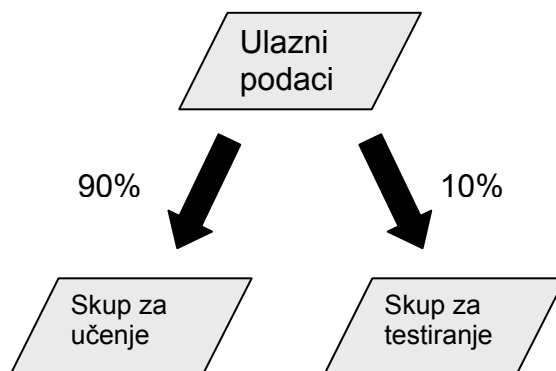 Ulazni
podaci
90%
10%
Skup za
učenje
Skup za
testiranje